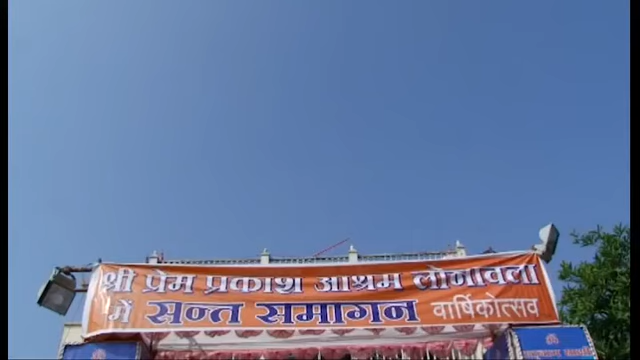 श्री प्रेम प्रकाश आश्रम लोनावला
में सन्त समागन वार्षिकोत्सव